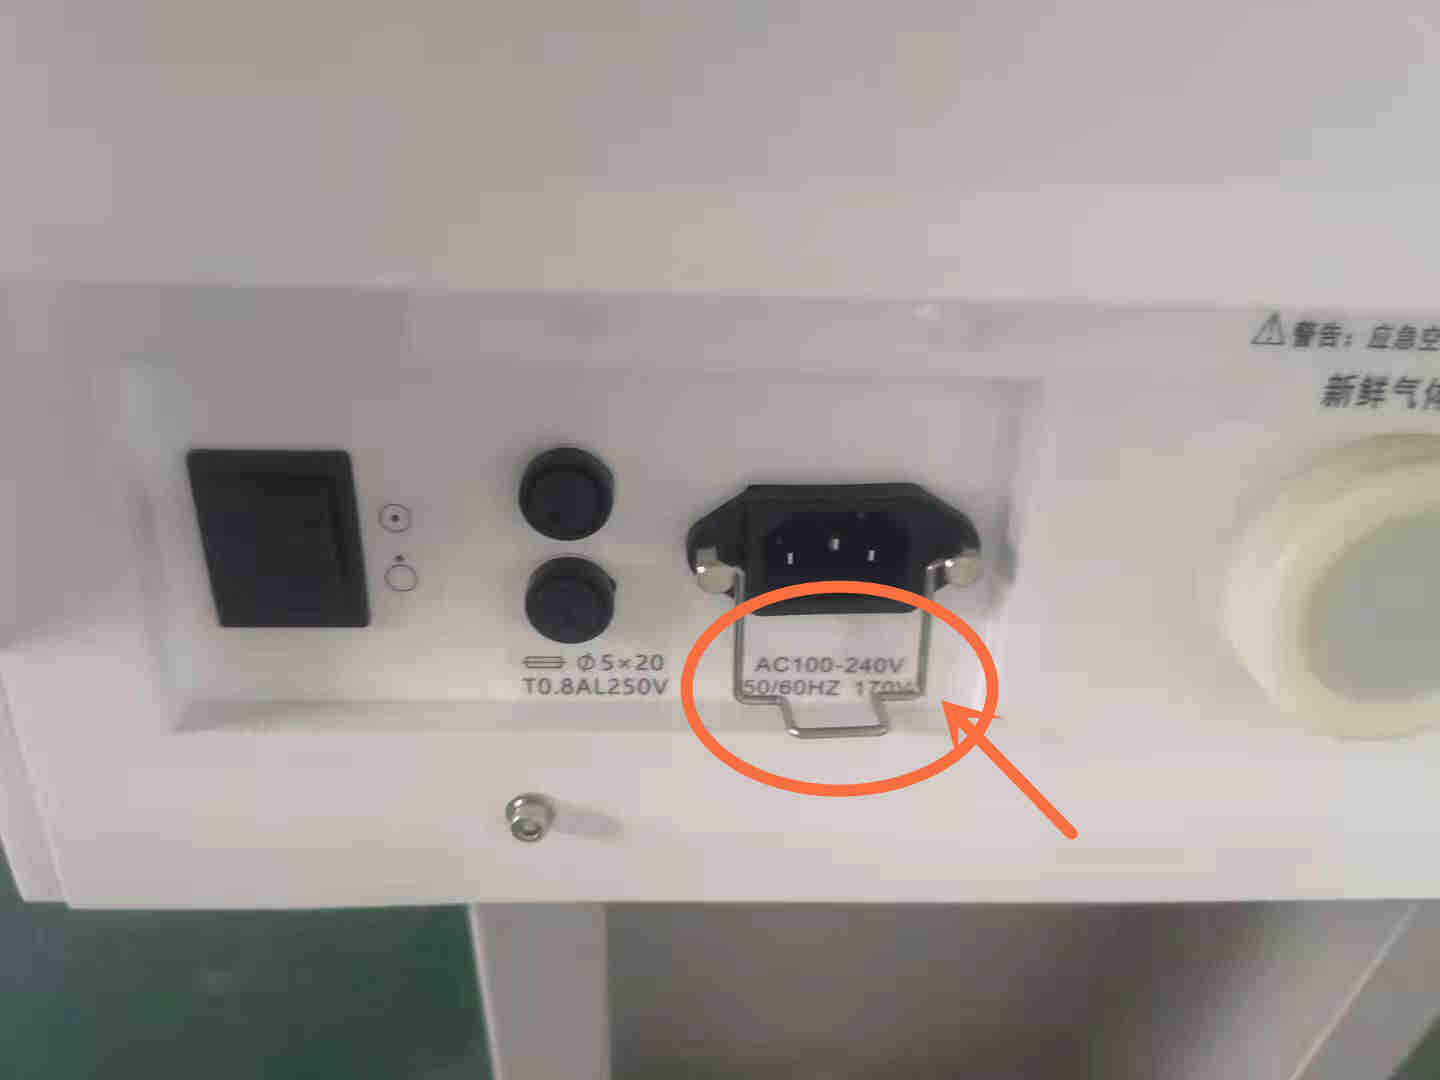 警告：应急空
新鲜气体
Φ5×20
T0.8AL250V
AC100-240V
50/60HZ 170VA